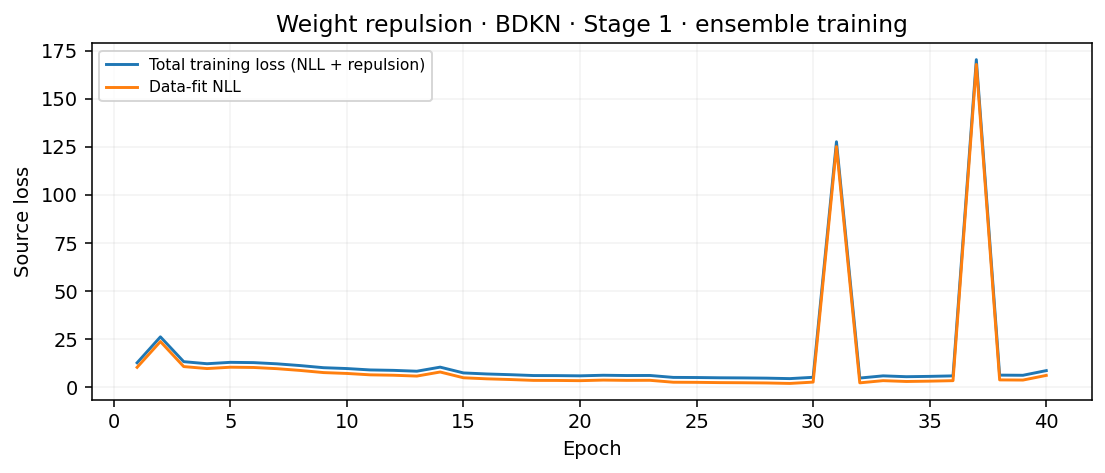 Weight repulsion · BDKN · Stage 1 · ensemble training
Total training loss (NLL + repulsion)
Data-fit NLL
Source loss
175
150
125
100
75
50
25
0
0 5 10 15 20 25 30 35 40
Epoch